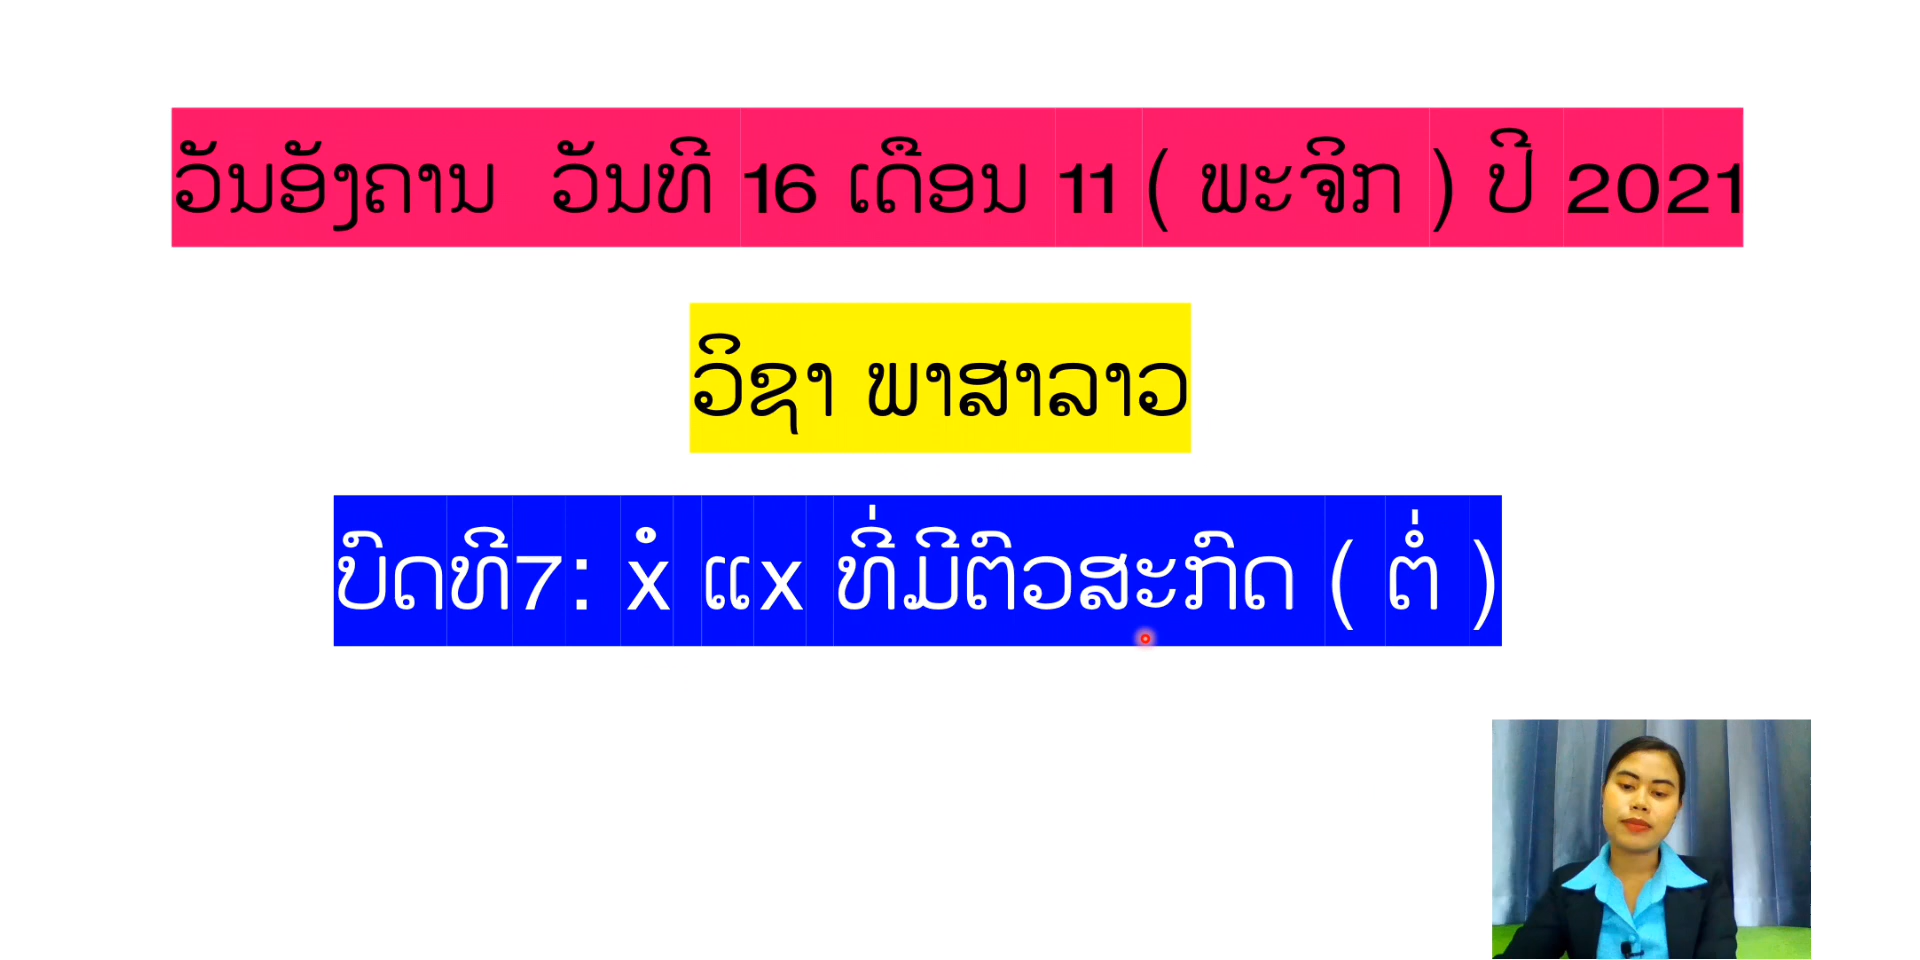 ວັນອັງຄານ ວັນທີ 16 ເດືອນ 11 ( ພະຈິກ ) ປີ 2021
ວິຊາ ພາສາລາວ
ບົດທີ7: xໍ ແx ທີ່ມີຕົວສະກົດ ( ຕໍ່ )